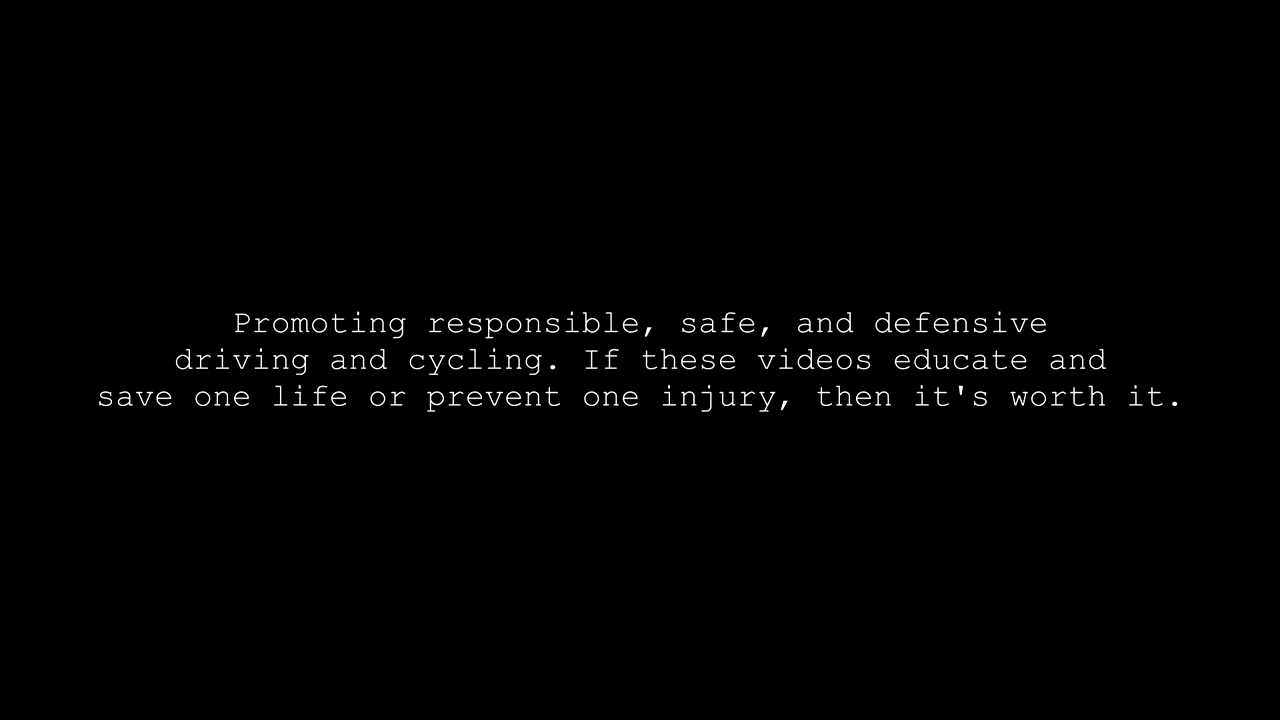 Promoting responsible, safe, and defensive
driving and cycling. If these videos educate and
save one life or prevent one injury, then it's worth it.